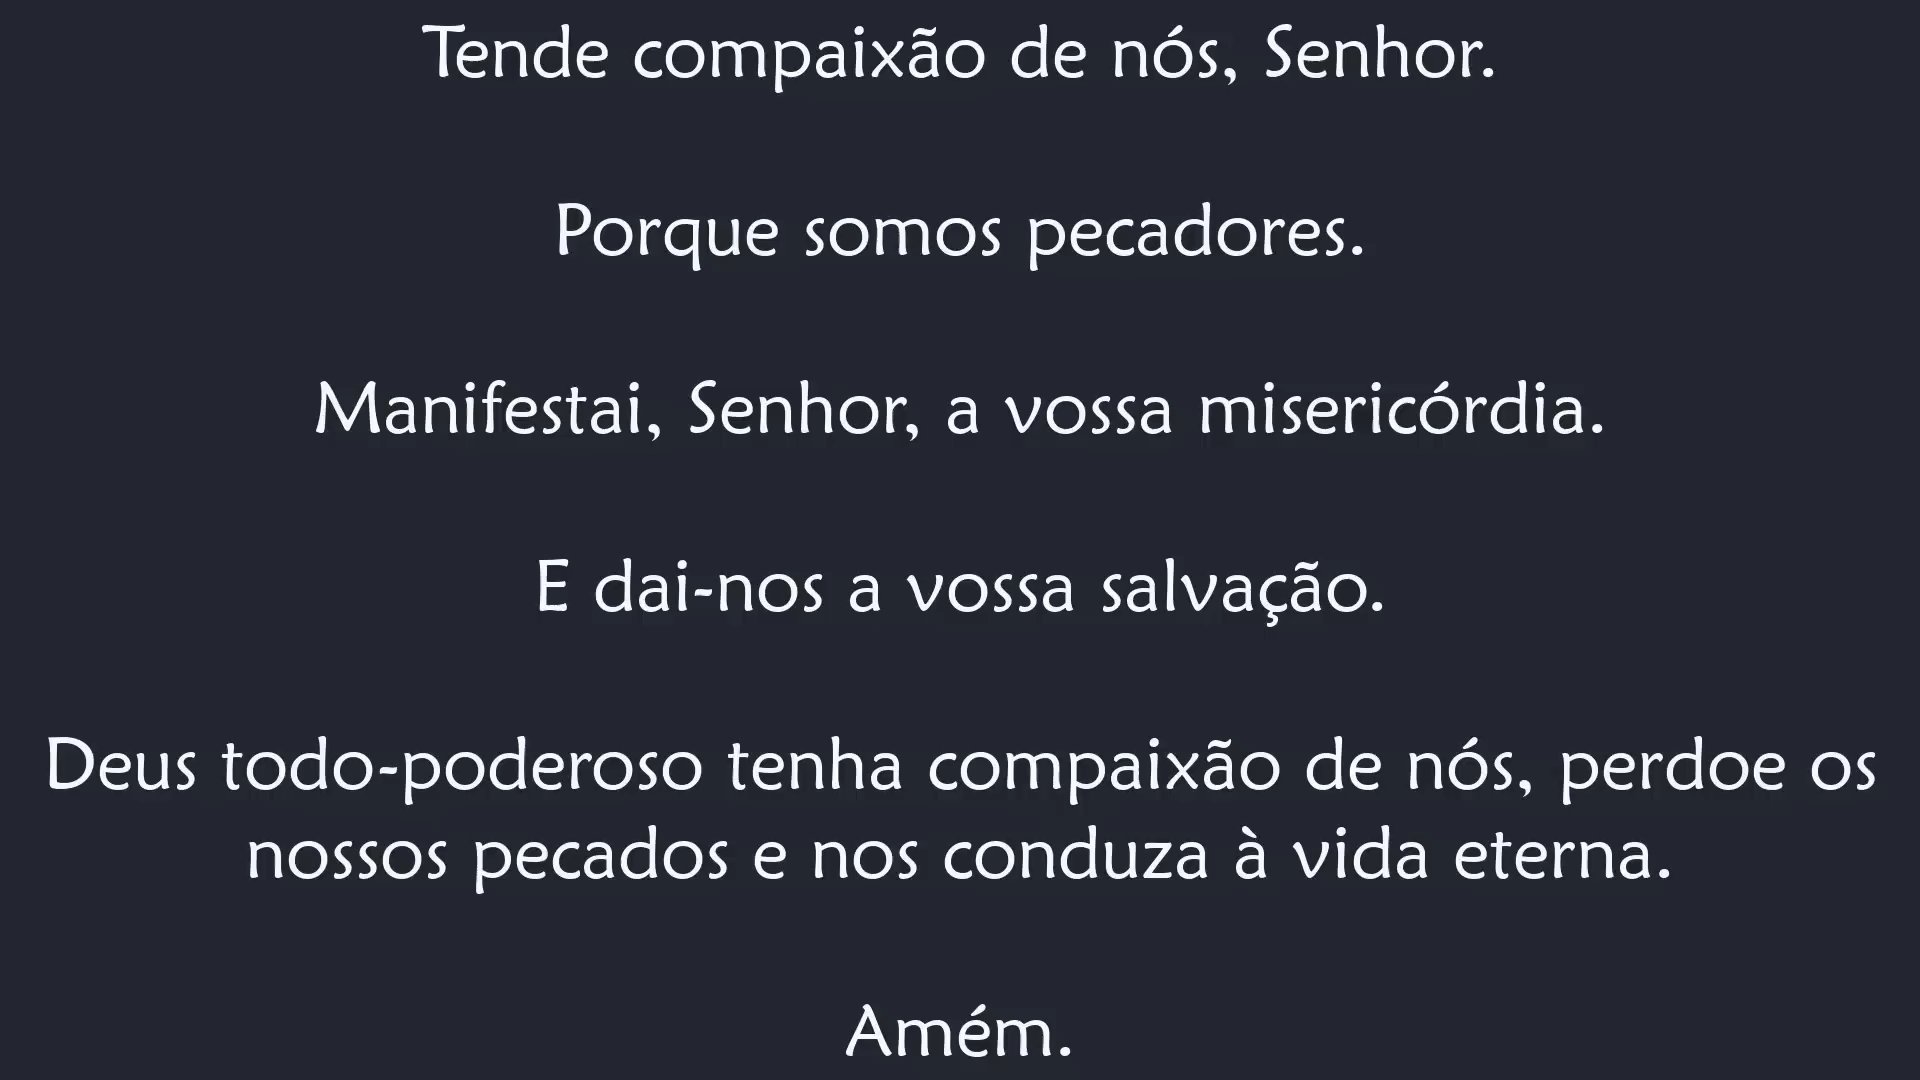 Tende compaixão de nós, Senhor.
Porque somos pecadores.
Manifestai, Senhor, a vossa misericórdia.
E dai-nos a vossa salvação.
Deus todo-poderoso tenha compaixão de nós, perdoe os
nossos pecados e nos conduza à vida eterna.
Amém.